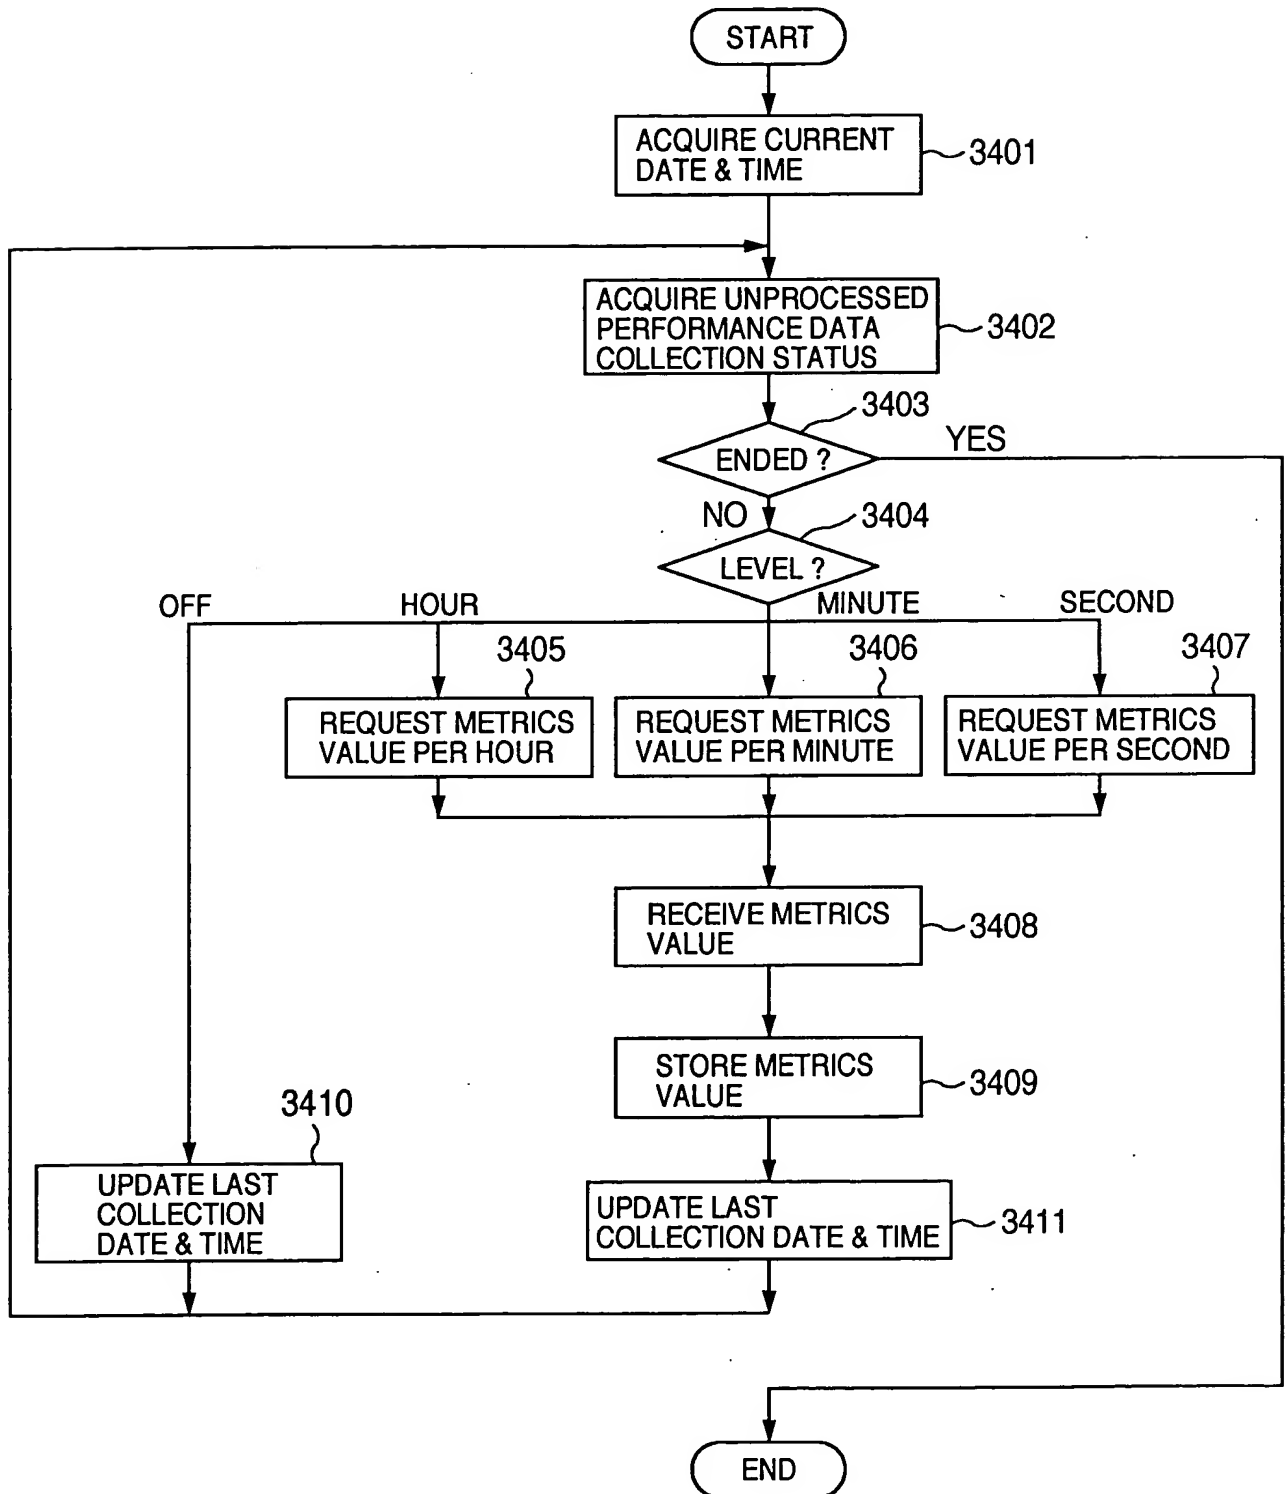 START
ACQUIRE CURRENT
DATE & TIME
3401
ACQUIRE UNPROCESSED
PERFORMANCE DATA
COLLECTION STATUS
3402
3403
ENDED ?
YES
NO
3404
LEVEL ?
OFF
HOUR
MINUTE
SECOND
3405
3406
3407
REQUEST METRICS
VALUE PER HOUR
REQUEST METRICS
VALUE PER MINUTE
REQUEST METRICS
VALUE PER SECOND
RECEIVE METRICS
VALUE
3408
STORE METRICS
VALUE
3409
3410
UPDATE LAST
COLLECTION
DATE & TIME
UPDATE LAST
COLLECTION DATE & TIME
3411
END